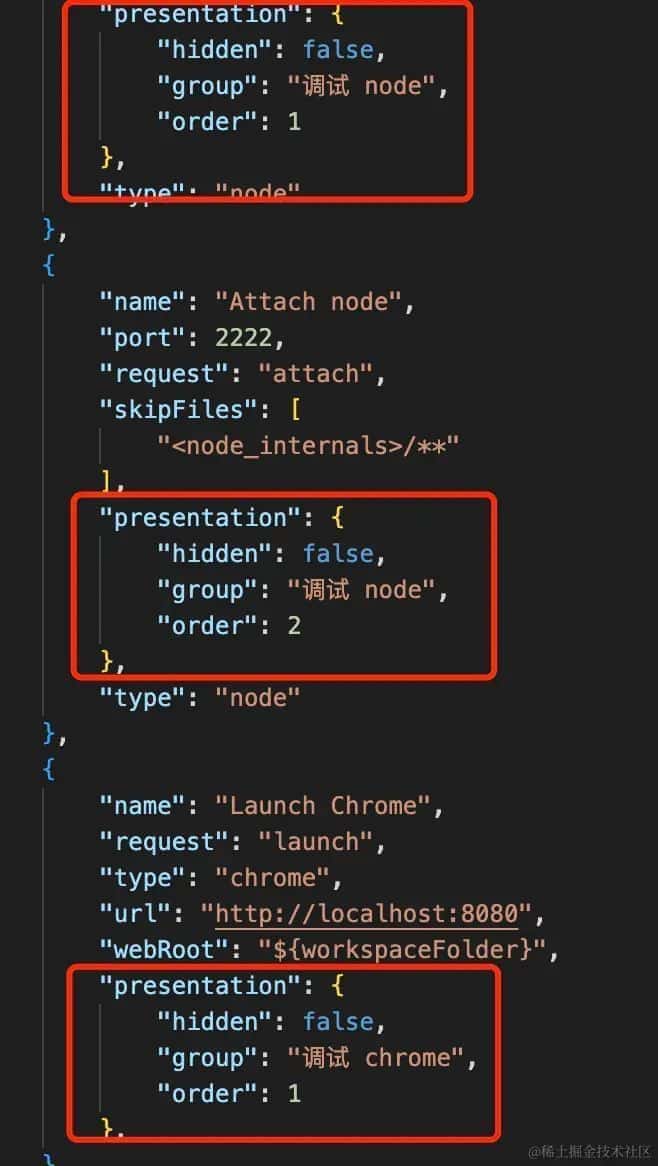 "presentation": {
"hidden": false,
"group": "调试 node",
"order": 1
},
"type": "node"
},
{
"name": "Attach node",
"port": 2222,
"request": "attach",
"skipFiles": [
"<node_internals>/**"
],
"presentation": {
"hidden": false,
"group": "调试 node",
"order": 2
},
"type": "node"
},
{
"name": "Launch Chrome",
"request": "launch",
"type": "chrome",
"url": "http://localhost:8080",
"webRoot": "${workspaceFolder}",
"presentation": {
"hidden": false,
"group": "调试 chrome",
"order": 1
},
}
@稀土掘金技术社区